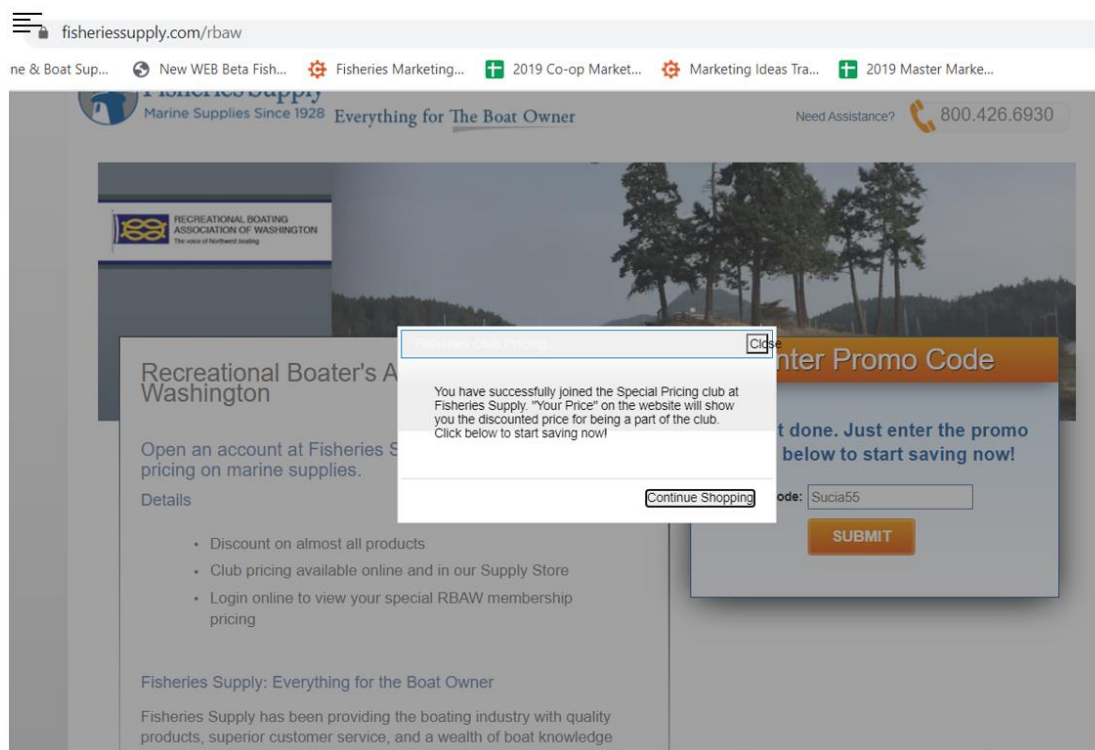 fisheriessupply.com/rbaw
ne & Boat Sup... New WEB Beta Fish... Fisheries Marketing... 2019 Co-op Market... Marketing Ideas Tra... 2019 Master Marke...
Fisheries Supply
Marine Supplies Since 1928 Everything for The Boat Owner
Need Assistance? 800.426.6930
RECREATIONAL BOATING
ASSOCIATION OF WASHINGTON
The voice of Northwest boating
Fisheries Club Pricing
Close
You have successfully joined the Special Pricing club at
Fisheries Supply. "Your Price" on the website will show
you the discounted price for being a part of the club.
Click below to start saving now!
Continue Shopping
Recreational Boater's A
Washington
Open an account at Fisheries S
pricing on marine supplies.
Details
• Discount on almost all products
• Club pricing available online and in our Supply Store
• Login online to view your special RBAW membership
pricing
Fisheries Supply: Everything for the Boat Owner
Fisheries Supply has been providing the boating industry with quality
products, superior customer service, and a wealth of boat knowledge
nter Promo Code
t done. Just enter the promo
below to start saving now!
ode: Sucia55
SUBMIT